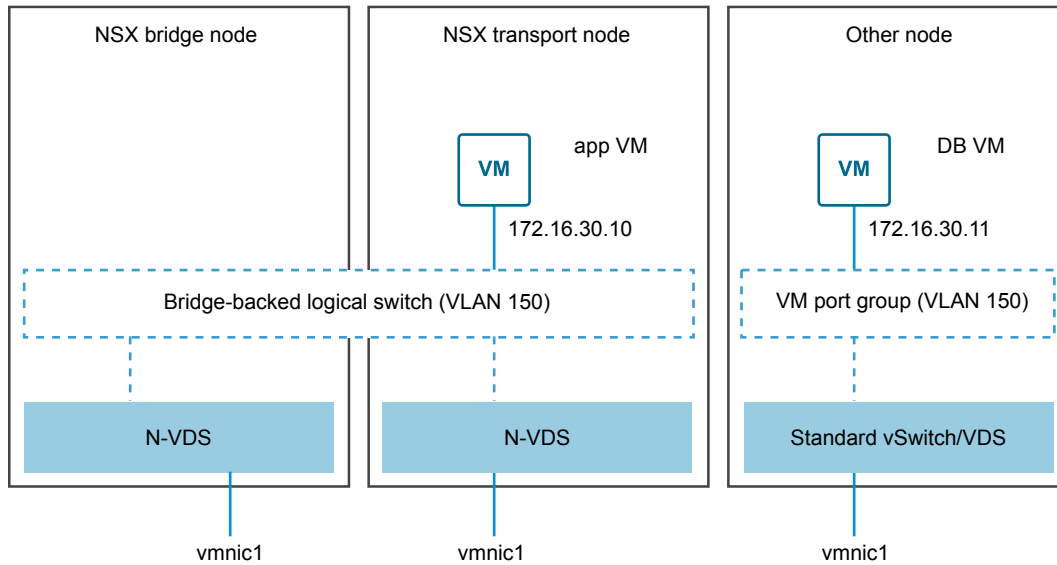 NSX bridge node
NSX transport node
Other node
VM
app VM
VM
DB VM
172.16.30.10
172.16.30.11
Bridge-backed logical switch (VLAN 150)
VM port group (VLAN 150)
N-VDS
N-VDS
Standard vSwitch/VDS
vmnic1
vmnic1
vmnic1